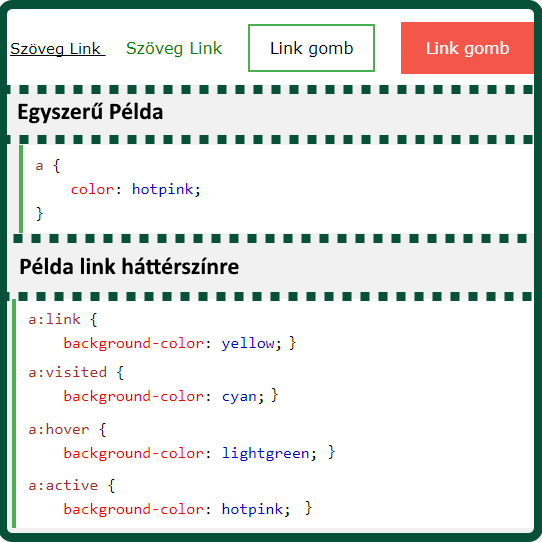 Szöveg Link Szöveg Link Link gomb Link gomb
Egyszerű Példa
a {
color: hotpink;
}
Példa link háttérszínre
a:link {
background-color: yellow; }
a:visited {
background-color: cyan; }
a:hover {
background-color: lightgreen; }
a:active {
background-color: hotpink; }